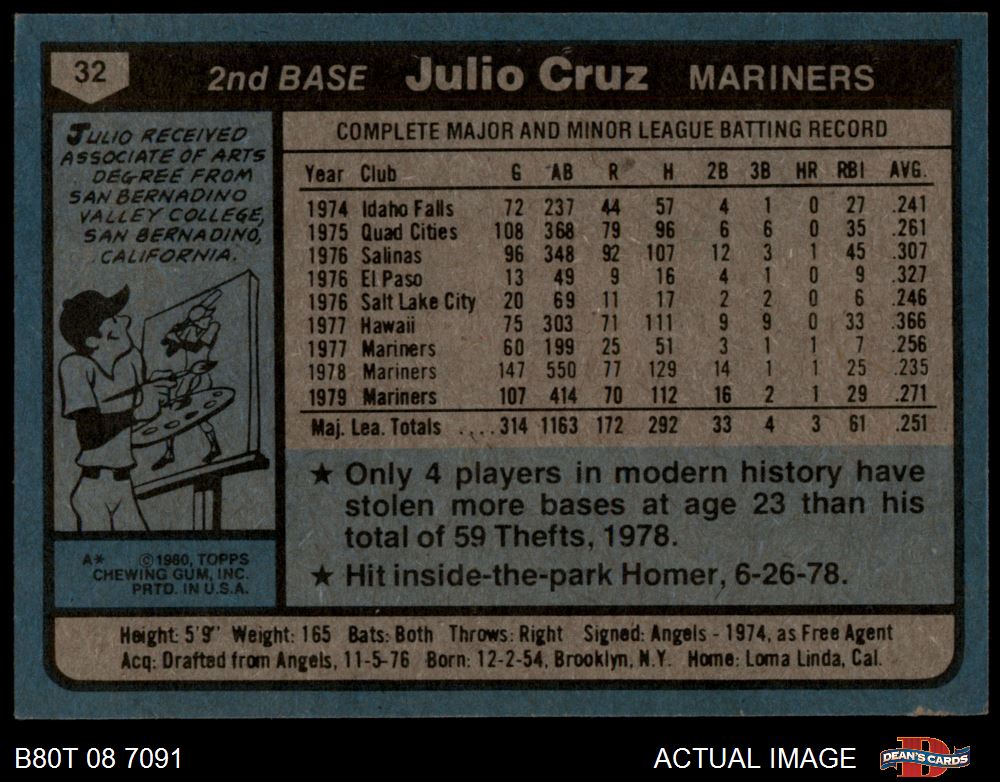 32
2nd BASE Julio Cruz MARINERS
JULIO RECEIVED
ASSOCIATE OF ARTS
DEGREE FROM
SAN BERNADINO
VALLEY COLLEGE,
SAN BERNADINO,
CALIFORNIA.
A* ©1980, TOPPS
CHEWING GUM, INC.
PRTD. IN U.S.A.
COMPLETE MAJOR AND MINOR LEAGUE BATTING RECORD
Year Club G AB R H 2B 3B HR RBI AVG.
1974 Idaho Falls 72 237 44 57 4 1 0 27 .241
1975 Quad Cities 108 368 79 96 6 6 0 35 .261
1976 Salinas 96 348 92 107 12 3 1 45 .307
1976 El Paso 13 49 9 16 4 1 0 9 .327
1976 Salt Lake City 20 69 11 17 2 2 0 6 .246
1977 Hawaii 75 303 71 111 9 9 0 33 .366
1977 Mariners 60 199 25 51 3 1 1 7 .256
1978 Mariners 147 550 77 129 14 1 1 25 .235
1979 Mariners 107 414 70 112 16 2 1 29 .271
Maj. Lea. Totals ....314 1163 172 292 33 4 3 61 .251
★ Only 4 players in modern history have
stolen more bases at age 23 than his
total of 59 Thefts, 1978.
★ Hit inside-the-park Homer, 6-26-78.
Height: 5'9" Weight: 165 Bats: Both Throws: Right Signed: Angels - 1974, as Free Agent
Acq: Drafted from Angels, 11-5-76 Born: 12-2-54, Brooklyn, N.Y. Home: Loma Linda, Cal.
B80T 08 7091 ACTUAL IMAGE DEAN'S CARDS